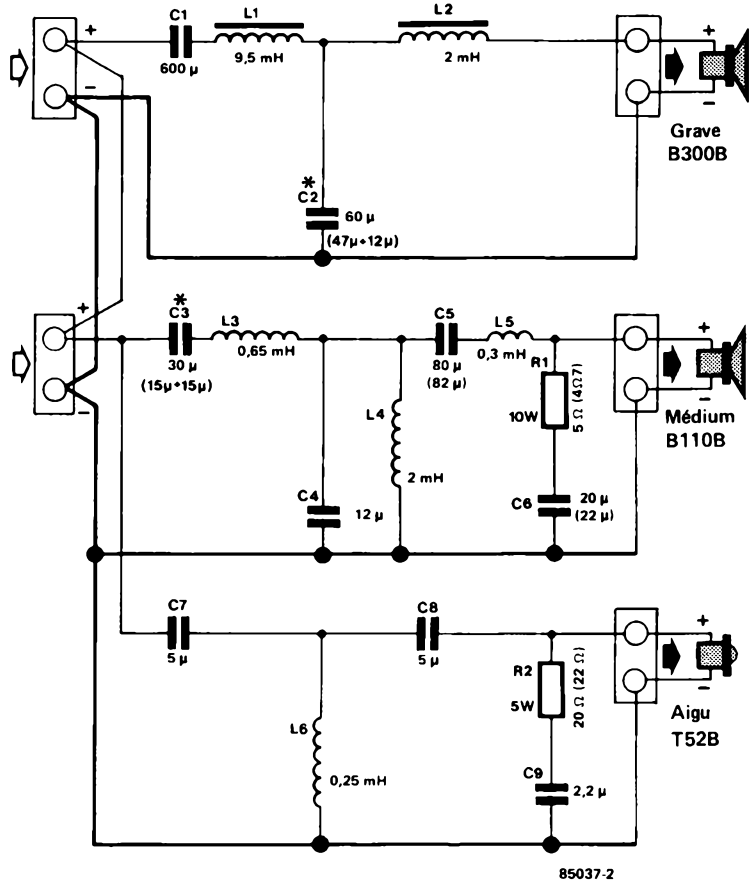 C1
L1
L2
+
600 µ
9,5 mH
2 mH
+
−
−
Grave
B300B
*
C2
60 µ
(47µ+12µ)
+
*
C3
L3
C5
L5
+
30 µ
(15µ+15µ)
0,65 mH
80 µ
(82 µ)
0,3 mH
R1
10W
5 Ω (4Ω7)
−
−
Médium
B110B
L4
2 mH
C4
12 µ
C6
20 µ
(22 µ)
C7
C8
+
5 µ
5 µ
R2
5W
20 Ω (22 Ω)
−
Aigu
T52B
L6
0,25 mH
C9
2,2 µ
85037-2